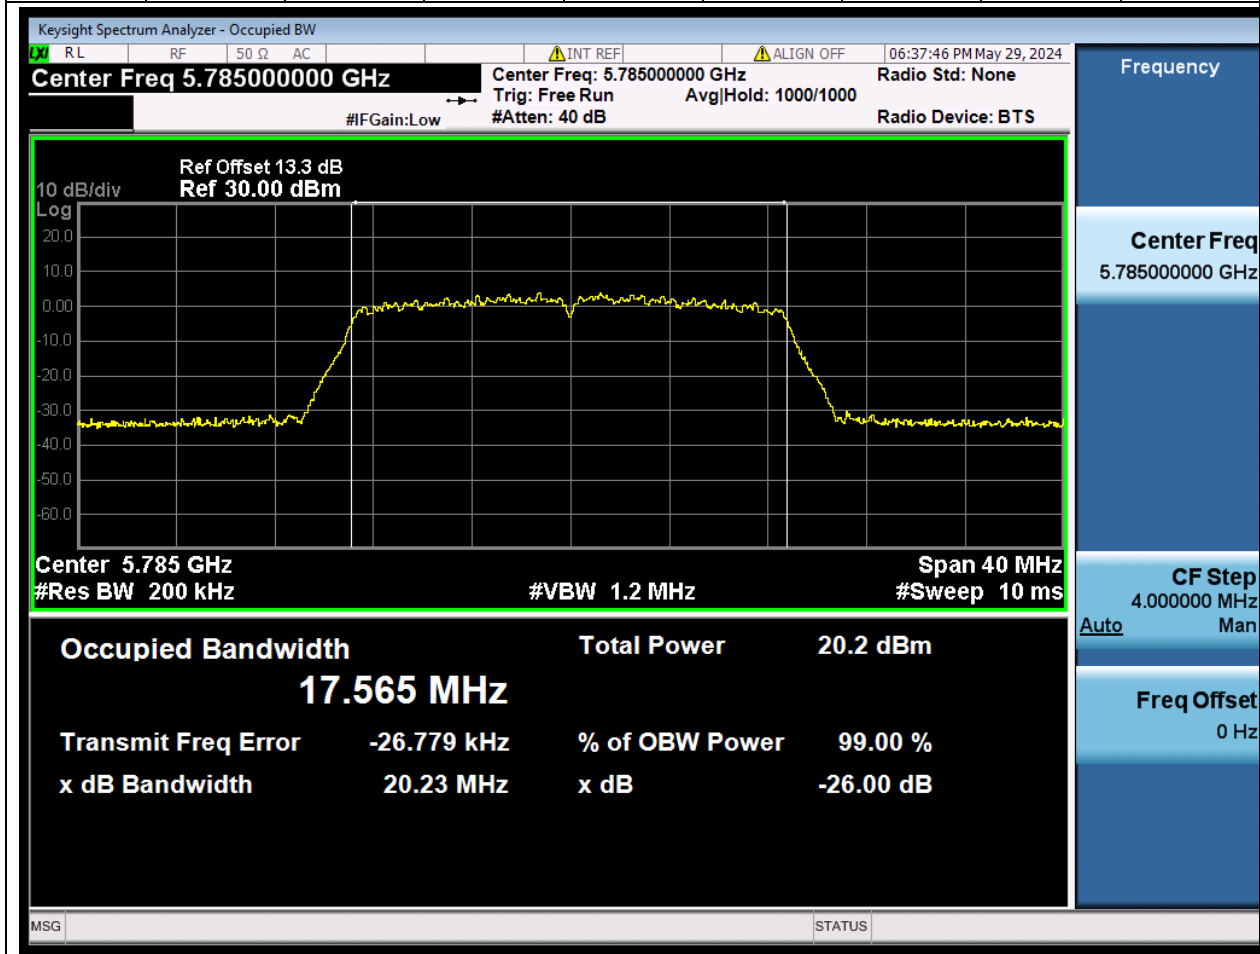 Keysight Spectrum Analyzer - Occupied BW
LXI RL RF 50 Ω AC INT REF ALIGN OFF 06:37:46 PM May 29, 2024
Center Freq 5.785000000 GHz
Center Freq: 5.785000000 GHz Radio Std: None
Trig: Free Run Avg|Hold: 1000/1000
#IFGain:Low #Atten: 40 dB Radio Device: BTS
Ref Offset 13.3 dB
10 dB/div Ref 30.00 dBm
Log
20.0
10.0
0.00
-10.0
-20.0
-30.0
-40.0
-50.0
-60.0
Center 5.785 GHz Span 40 MHz
#Res BW 200 kHz #VBW 1.2 MHz #Sweep 10 ms
Occupied Bandwidth Total Power 20.2 dBm
17.565 MHz
Transmit Freq Error -26.779 kHz % of OBW Power 99.00 %
x dB Bandwidth 20.23 MHz x dB -26.00 dB
MSG STATUS
Frequency
Center Freq
5.785000000 GHz
CF Step
4.000000 MHz
Auto Man
Freq Offset
0 Hz